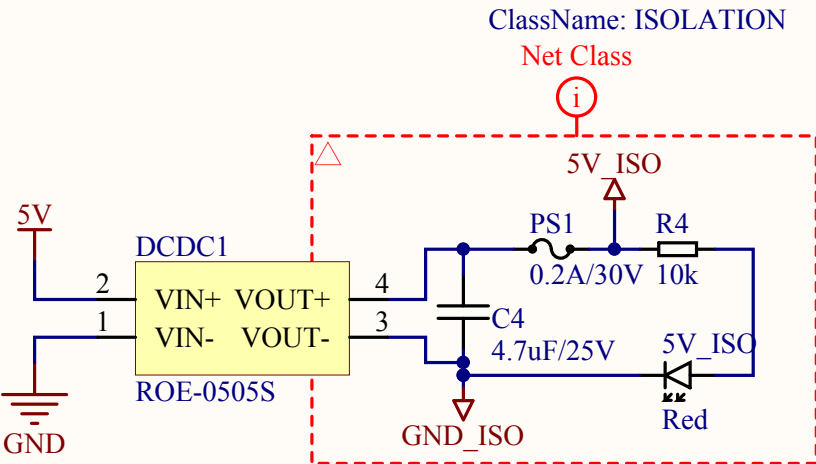 ClassName: ISOLATION
Net Class
i
5V_ISO
5V
DCDC1
PS1
R4
0.2A/30V
10k
2
VIN+
VOUT+
4
1
VIN-
VOUT-
3
C4
4.7uF/25V
5V_ISO
ROE-0505S
Red
GND
GND_ISO